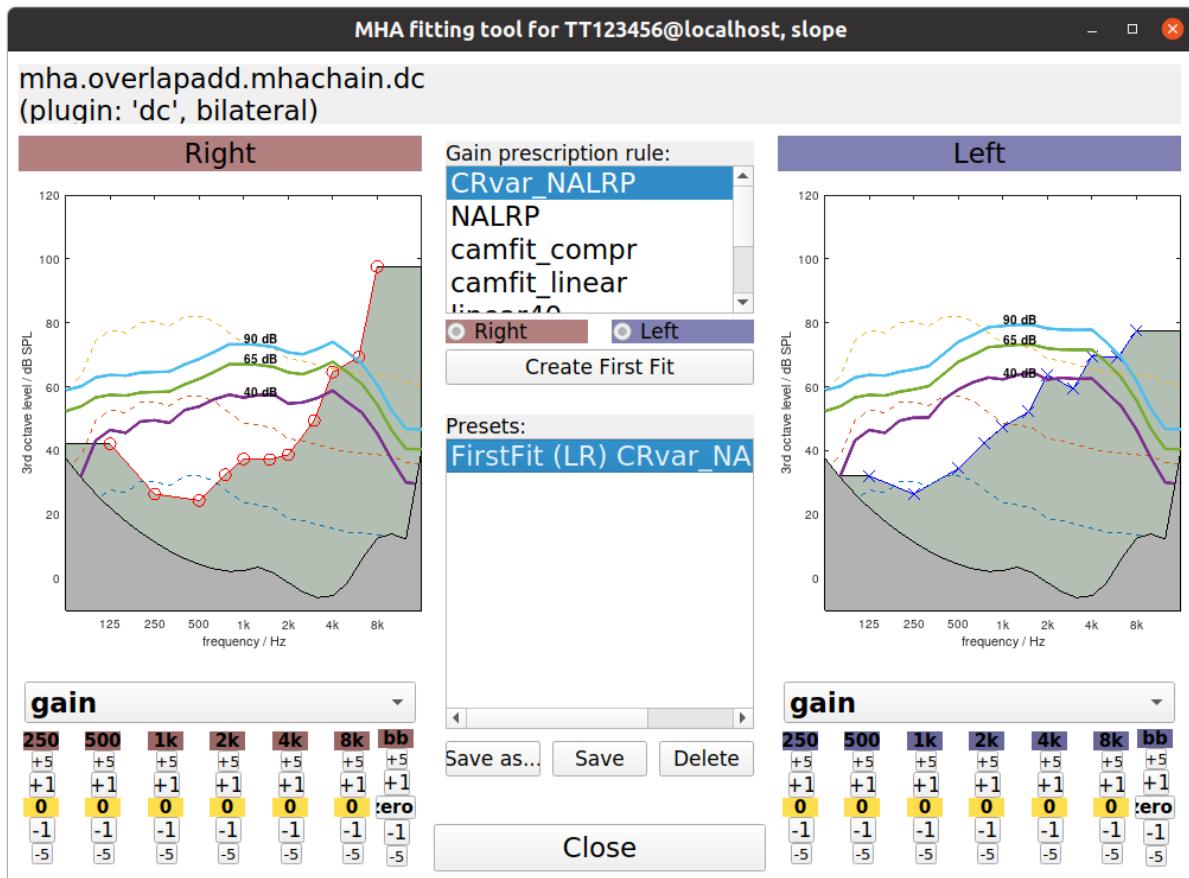 MHA fitting tool for TT123456@localhost, slope
mha.overlapadd.mhachain.dc
(plugin: 'dc', bilateral)
Right
120
100
80
60
40
20
0
3rd octave level / dB SPL
90 dB
65 dB
40 dB
125 250 500 1k 2k 4k 8k
frequency / Hz
gain
250 500 1k 2k 4k 8k bb
+5 +5 +5 +5 +5 +5 +5
+1 +1 +1 +1 +1 +1 +1
0 0 0 0 0 0 zero
-1 -1 -1 -1 -1 -1 -1
-5 -5 -5 -5 -5 -5 -5
Gain prescription rule:
CRvar_NALRP
NALRP
camfit_compr
camfit_linear
linear40
Right Left
Create First Fit
Presets:
FirstFit (LR) CRvar_NA
Save as... Save Delete
Close
Left
120
100
80
60
40
20
0
3rd octave level / dB SPL
90 dB
65 dB
40 dB
125 250 500 1k 2k 4k 8k
frequency / Hz
gain
250 500 1k 2k 4k 8k bb
+5 +5 +5 +5 +5 +5 +5
+1 +1 +1 +1 +1 +1 +1
0 0 0 0 0 0 zero
-1 -1 -1 -1 -1 -1 -1
-5 -5 -5 -5 -5 -5 -5